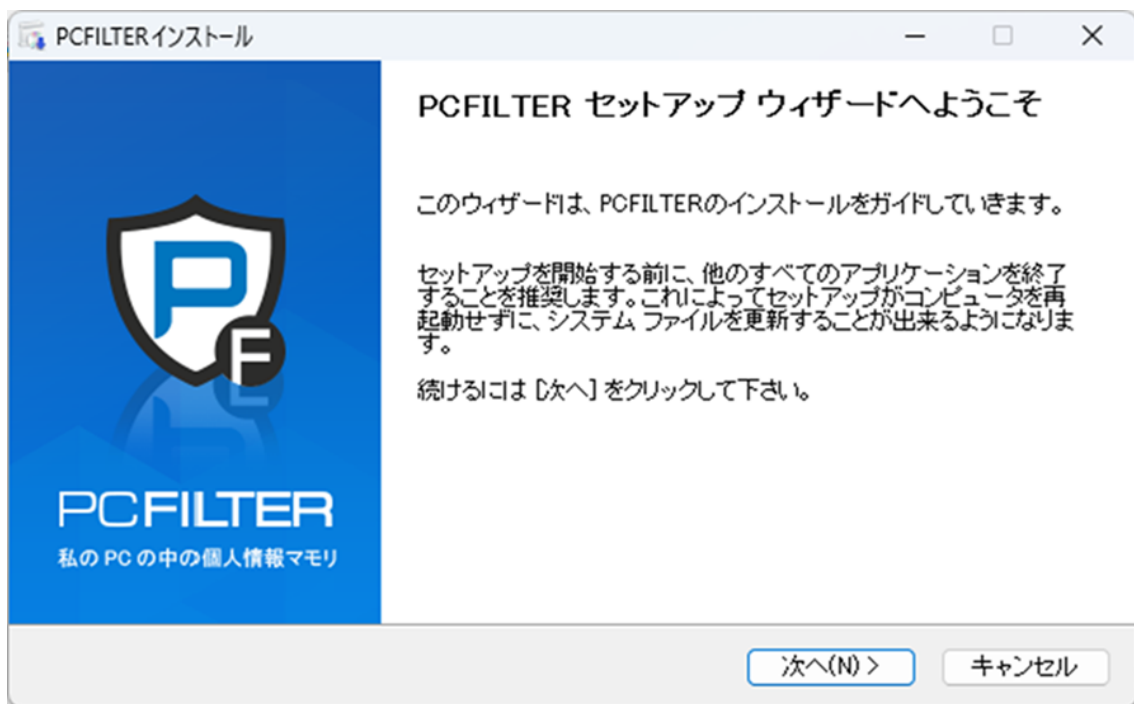 PCFILTERインストール
PCFILTER セットアップ ウィザードへようこそ
このウィザードは、PCFILTERのインストールをガイドしていきます。
セットアップを開始する前に、他のすべてのアプリケーションを終了
することを推奨します。これによってセットアップがコンピュータを再
起動せずに、システム ファイルを更新することが出来るようになりま
す。
続けるには [次へ] をクリックして下さい。
P
F
PCFILTER
私の PC の中の個人情報マモリ
次へ(N) >
キャンセル